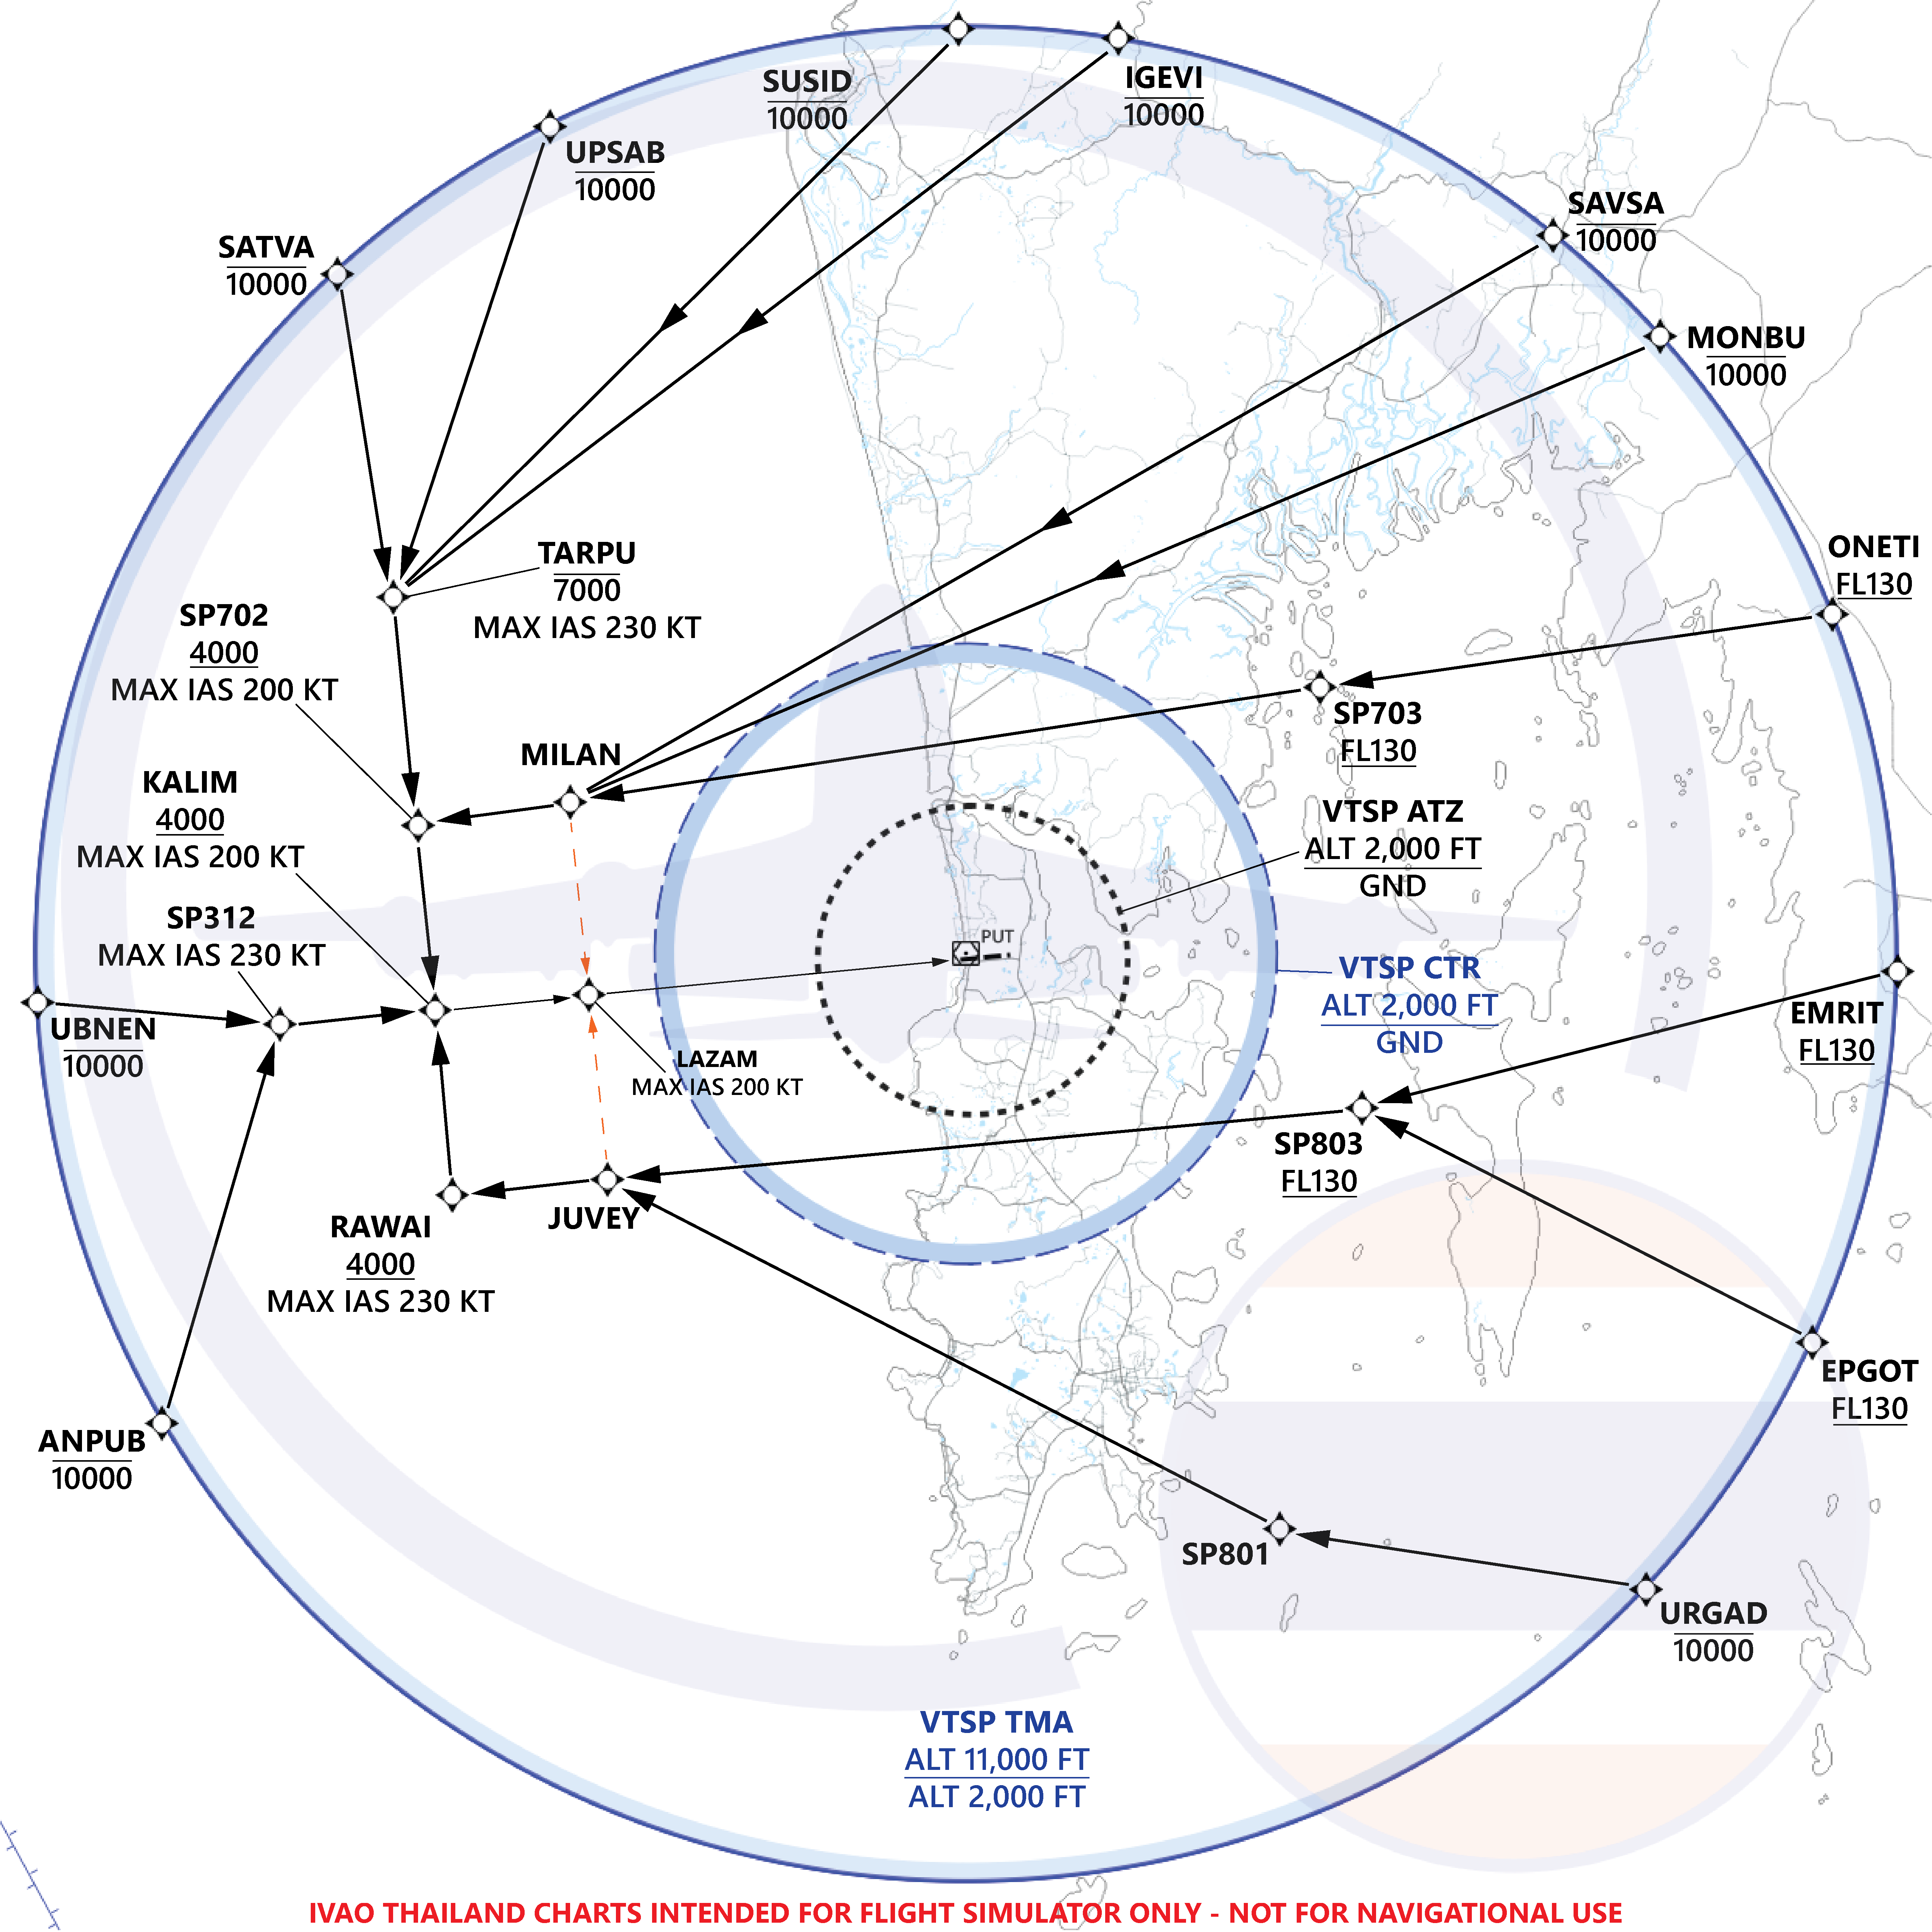 SUSID
10000
IGEVI
10000
UPSAB
10000
SAVSA
10000
SATVA
10000
MONBU
10000
ONETI
FL130
TARPU
7000
MAX IAS 230 KT
SP702
4000
MAX IAS 200 KT
SP703
FL130
MILAN
KALIM
4000
MAX IAS 200 KT
VTSP ATZ
ALT 2,000 FT
GND
SP312
MAX IAS 230 KT
PUT
VTSP CTR
ALT 2,000 FT
GND
UBNEN
10000
EMRIT
FL130
LAZAM
MAX IAS 200 KT
SP803
FL130
JUVEY
RAWAI
4000
MAX IAS 230 KT
EPGOT
FL130
ANPUB
10000
SP801
URGAD
10000
VTSP TMA
ALT 11,000 FT
ALT 2,000 FT
IVAO THAILAND CHARTS INTENDED FOR FLIGHT SIMULATOR ONLY - NOT FOR NAVIGATIONAL USE